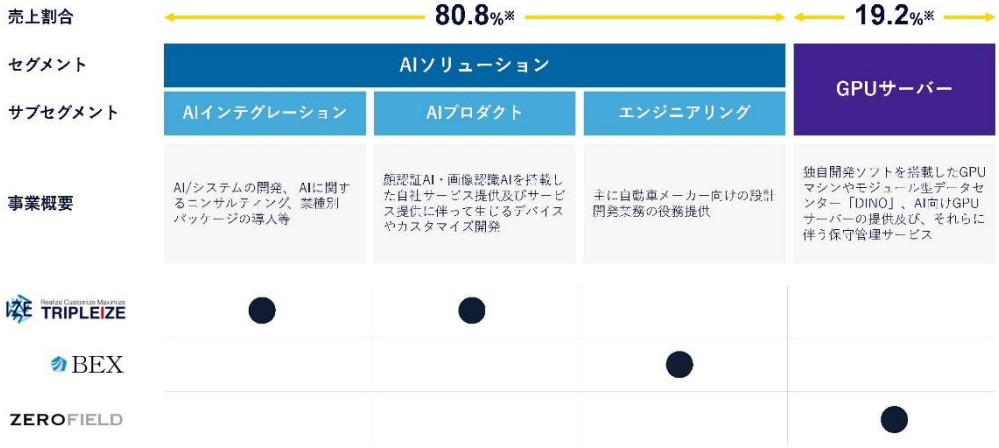 売上割合
80.8%※
19.2%※
セグメント
AIソリューション
GPUサーバー
サブセグメント
AIインテグレーション
AIプロダクト
エンジニアリング
事業概要
AI/システムの開発、AIに関す
るコンサルティング、業種別
パッケージの導入等
顔認証AI・画像認識AIを搭載し
た自社サービス提供及びサービ
ス提供に伴って生じるデバイス
やカスタマイズ開発
主に自動車メーカー向けの設計
開発業務の役務提供
独自開発ソフトを搭載したGPU
マシンやモジュール型データセ
ンター「DINO」、AI向けGPU
サーバーの提供及び、それらに
伴う保守管理サービス
IZE Realize Customize Maximize
TRIPLEIZE
BEX
ZEROFIELD